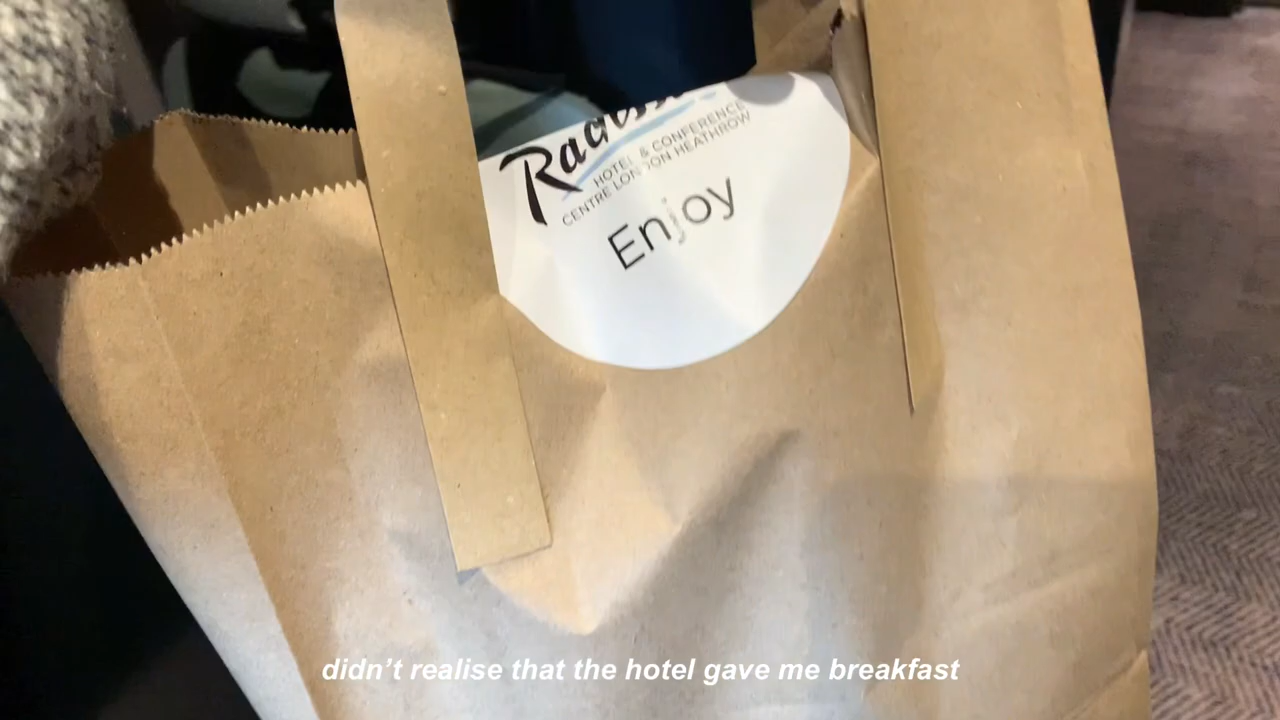 HOTEL & CONFERENCE
CENTRE LONDON HEATHROW
Enjoy
didn't realise that the hotel gave me breakfast